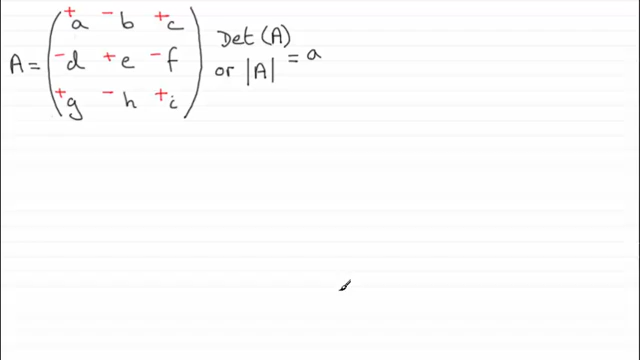 +a -b +c
A= -d +e -f
+g -h +i
Det (A)
or |A| = a